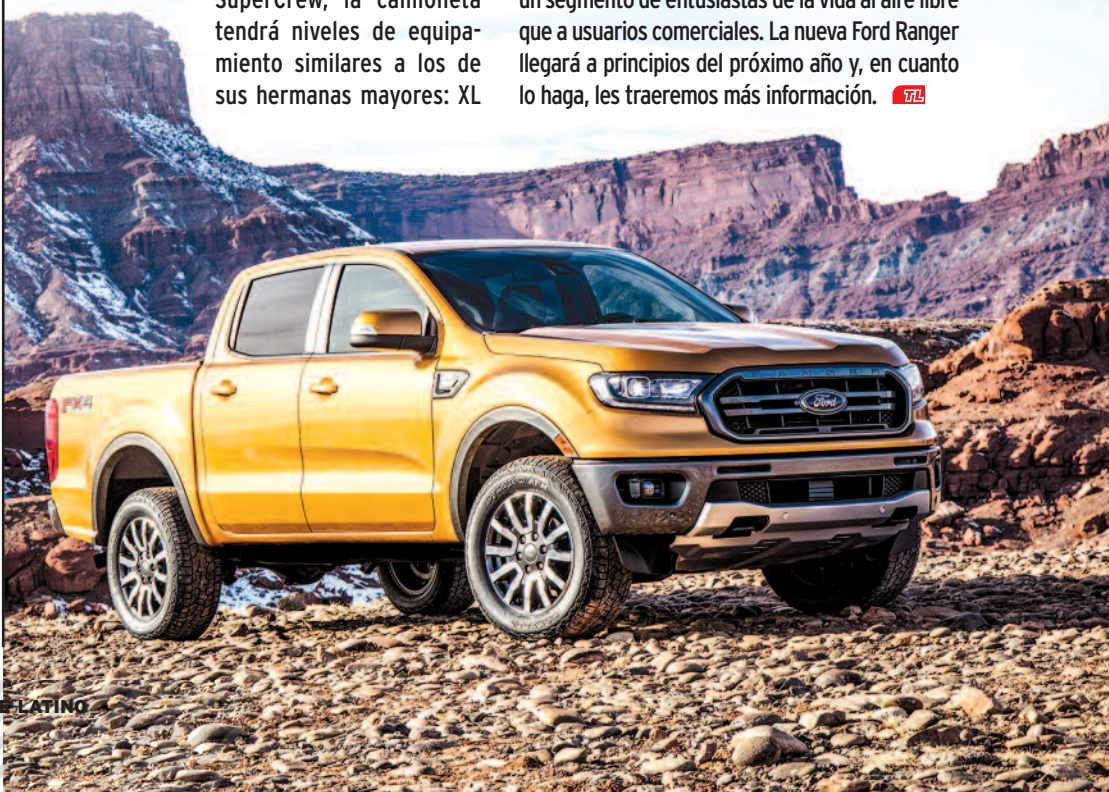 SuperCrew, la camioneta
tendrá niveles de equipa-
miento similares a los de
sus hermanas mayores: XL
un segmento de entusiastas de la vida al aire libre
que a usuarios comerciales. La nueva Ford Ranger
llegará a principios del próximo año y, en cuanto
lo haga, les traeremos más información. TL
RANGER
Ford
FX4
LATINO